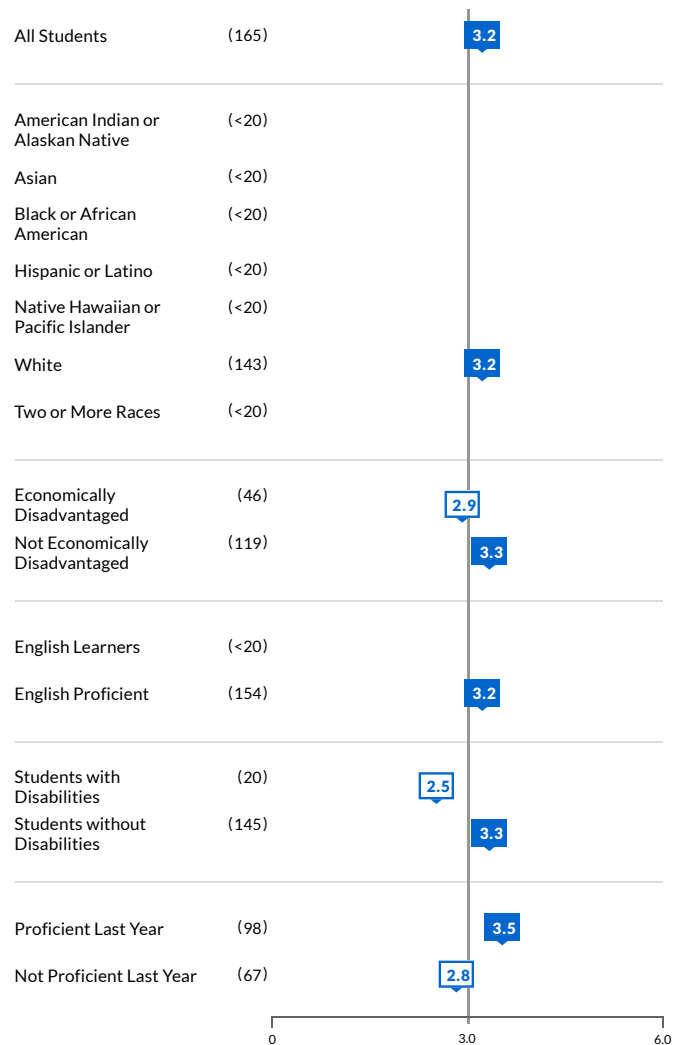 All Students (165) 3.2
American Indian or (<20)
Alaskan Native
Asian (<20)
Black or African (<20)
American
Hispanic or Latino (<20)
Native Hawaiian or (<20)
Pacific Islander
White (143) 3.2
Two or More Races (<20)
Economically (46) 2.9
Disadvantaged
Not Economically (119) 3.3
Disadvantaged
English Learners (<20)
English Proficient (154) 3.2
Students with (20) 2.5
Disabilities
Students without (145) 3.3
Disabilities
Proficient Last Year (98) 3.5
Not Proficient Last Year (67) 2.8
0 3.0 6.0